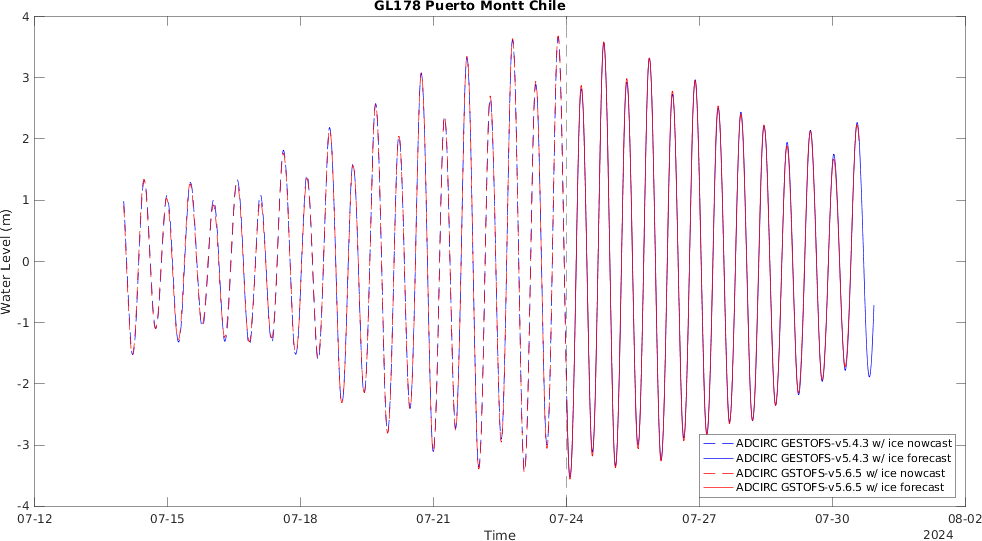 GL178 Puerto Montt Chile
4
3
2
1
0
-1
-2
-3
-4
Water Level (m)
07-12
07-15
07-18
07-21
07-24
07-27
07-30
08-02
Time
2024
ADCIRC GESTOFS-v5.4.3 w/ ice nowcast
ADCIRC GESTOFS-v5.4.3 w/ ice forecast
ADCIRC GSTOFS-v5.6.5 w/ ice nowcast
ADCIRC GSTOFS-v5.6.5 w/ ice forecast